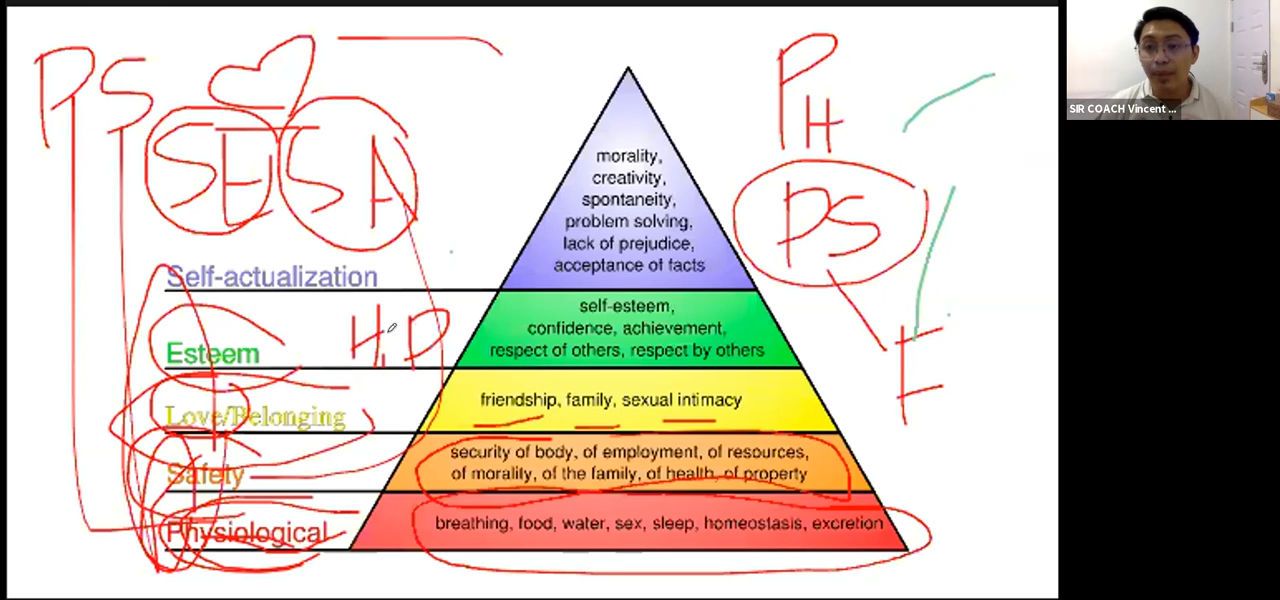 SIR COACH Vincent ...
P S
SE SA
PH
PS
E
H, D
morality,
creativity,
spontaneity,
problem solving,
lack of prejudice,
acceptance of facts
Self-actualization
self-esteem,
confidence, achievement,
respect of others, respect by others
Esteem
friendship, family, sexual intimacy
Love/Belonging
security of body, of employment, of resources,
of morality, of the family, of health, of property
Safety
breathing, food, water, sex, sleep, homeostasis, excretion
Physiological